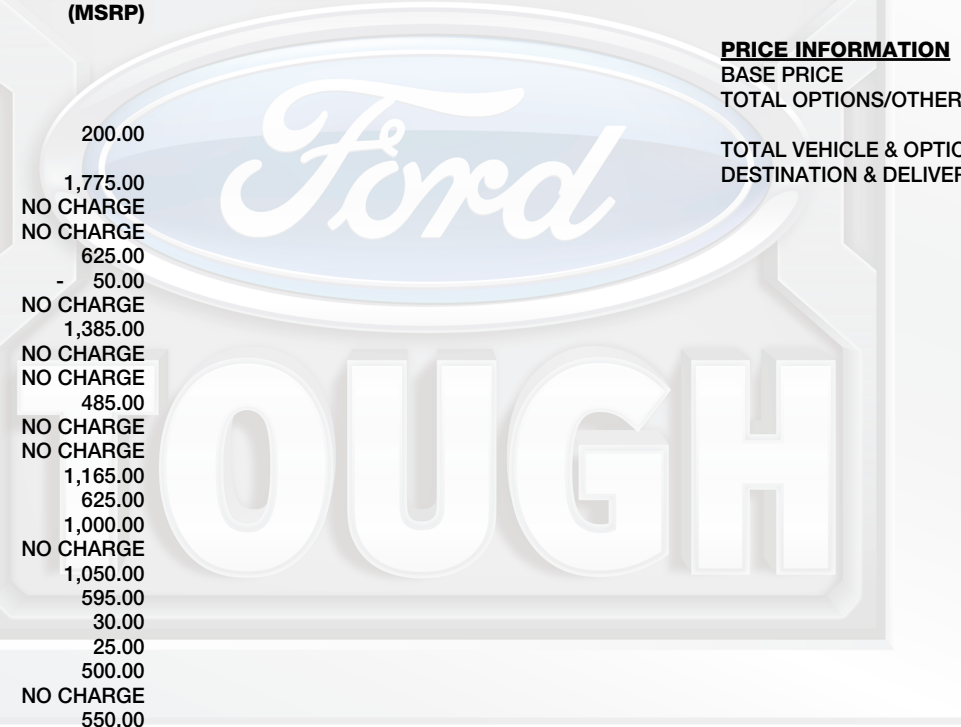 (MSRP)
200.00
1,775.00
NO CHARGE
NO CHARGE
625.00
- 50.00
NO CHARGE
1,385.00
NO CHARGE
NO CHARGE
485.00
NO CHARGE
NO CHARGE
1,165.00
625.00
1,000.00
NO CHARGE
1,050.00
595.00
30.00
25.00
500.00
NO CHARGE
550.00
PRICE INFORMATION
BASE PRICE
TOTAL OPTIONS/OTHER
TOTAL VEHICLE & OPTIO
DESTINATION & DELIVER
Ford
TOUGH